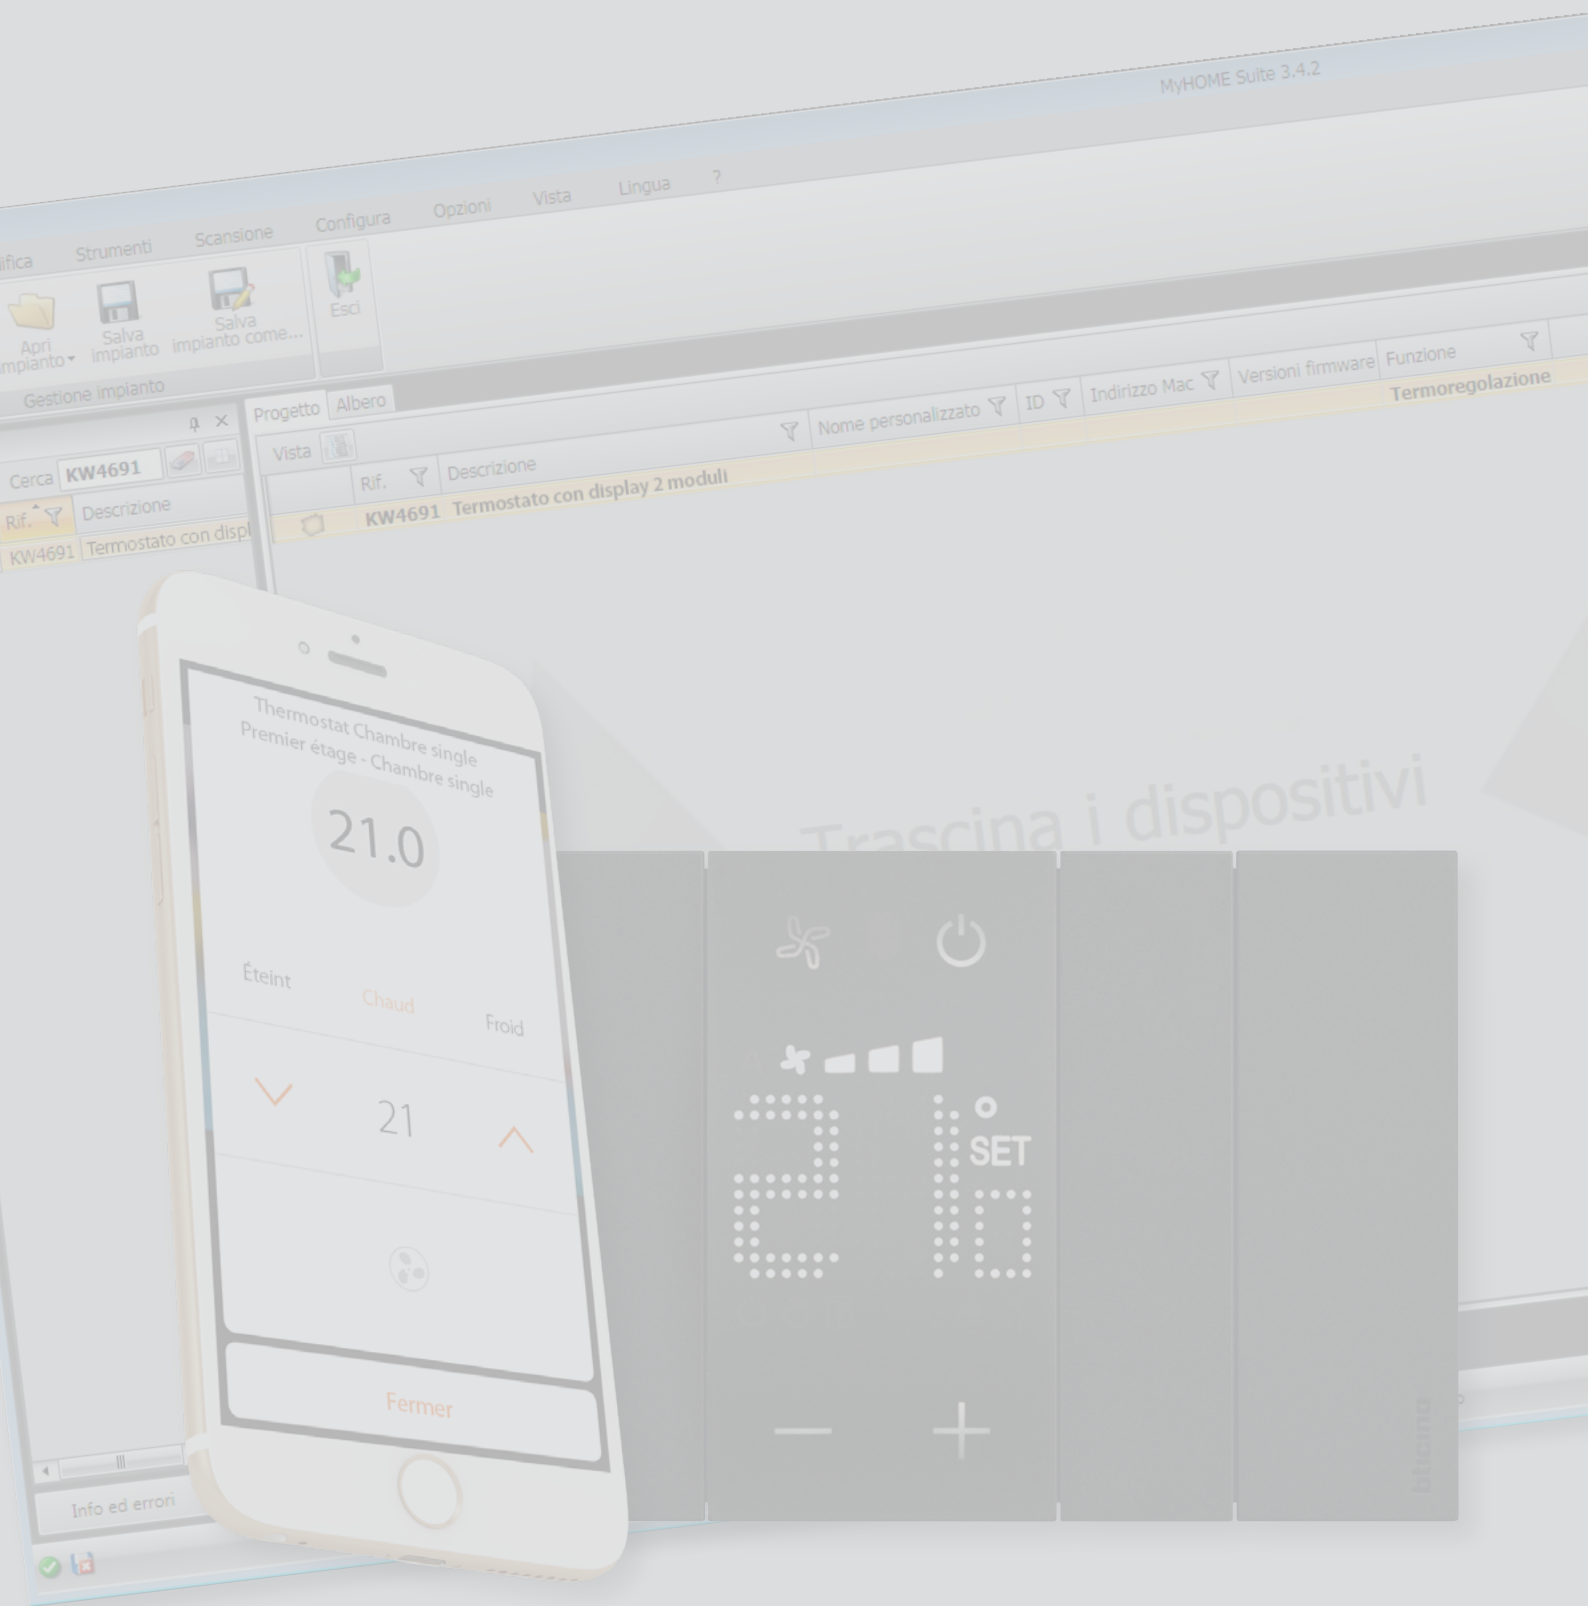 MyHOME Suite 3.4.2
Strumenti Scansione Configura Opzioni Vista Lingua ?
Apri
Salva
impianto
Salva
impianto come...
Esci
Gestione impianto
Progetto Albero
Cerca KW4691
Vista
Rif. Descrizione
KW4691 Termostato con
Rif. Descrizione Nome personalizzato ID Indirizzo Mac Versioni firmware Funzione
KW4691 Termostato con display 2 moduli Termoregolazione
Trascina i dispositivi
Thermostat Chambre single
Premier étage - Chambre single
21.0
Éteint Chaud Froid
21
Fermer
21°
SET
− +
bticino
Info ed errori